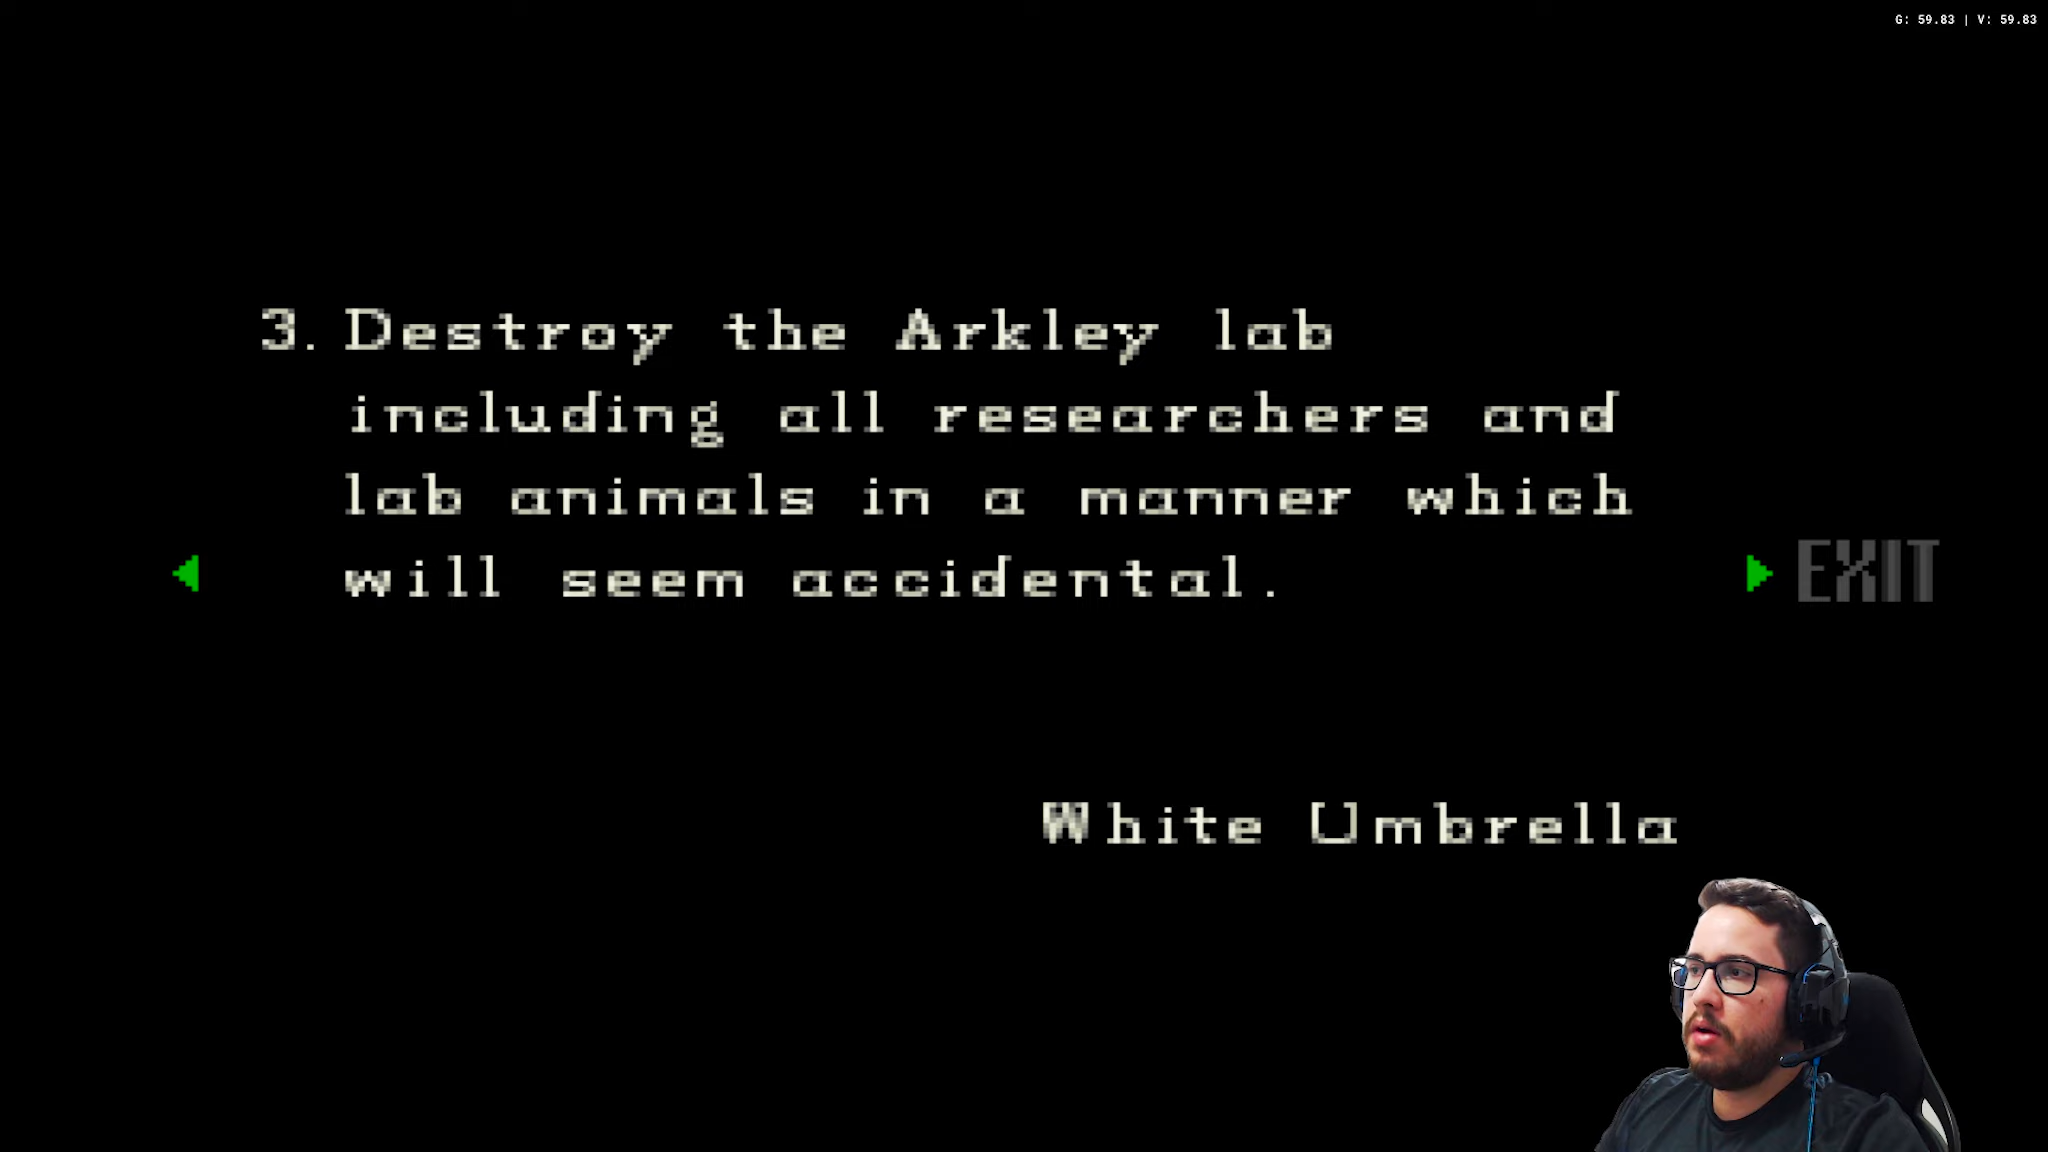 G: 59.83 | V: 59.83
3. Destroy the Arkley lab
including all researchers and
lab animals in a manner which
will seem accidental.
EXIT
White Umbrella